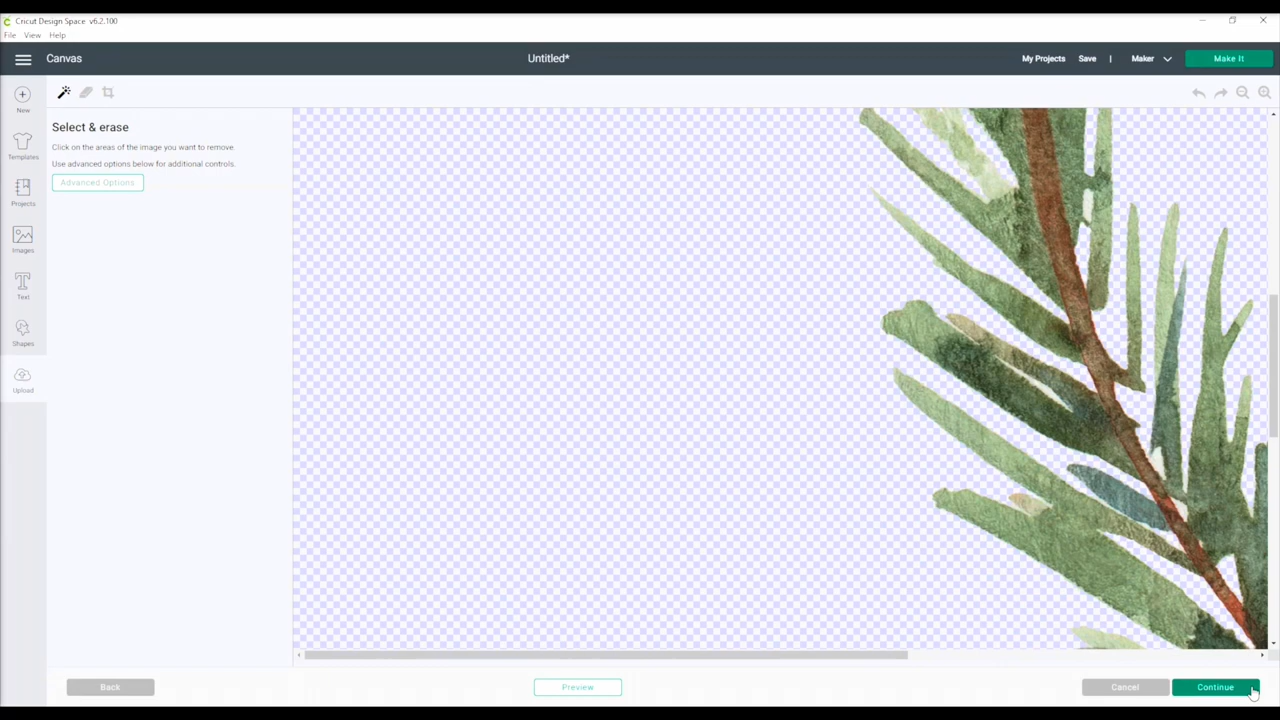 Cricut Design Space v6.2.100
File View Help
Canvas
Untitled*
My Projects Save | Maker Make It
New
Templates
Projects
Images
Text
Shapes
Upload
Select & erase
Click on the areas of the image you want to remove.
Use advanced options below for additional controls.
Advanced Options
Back
Preview
Cancel
Continue